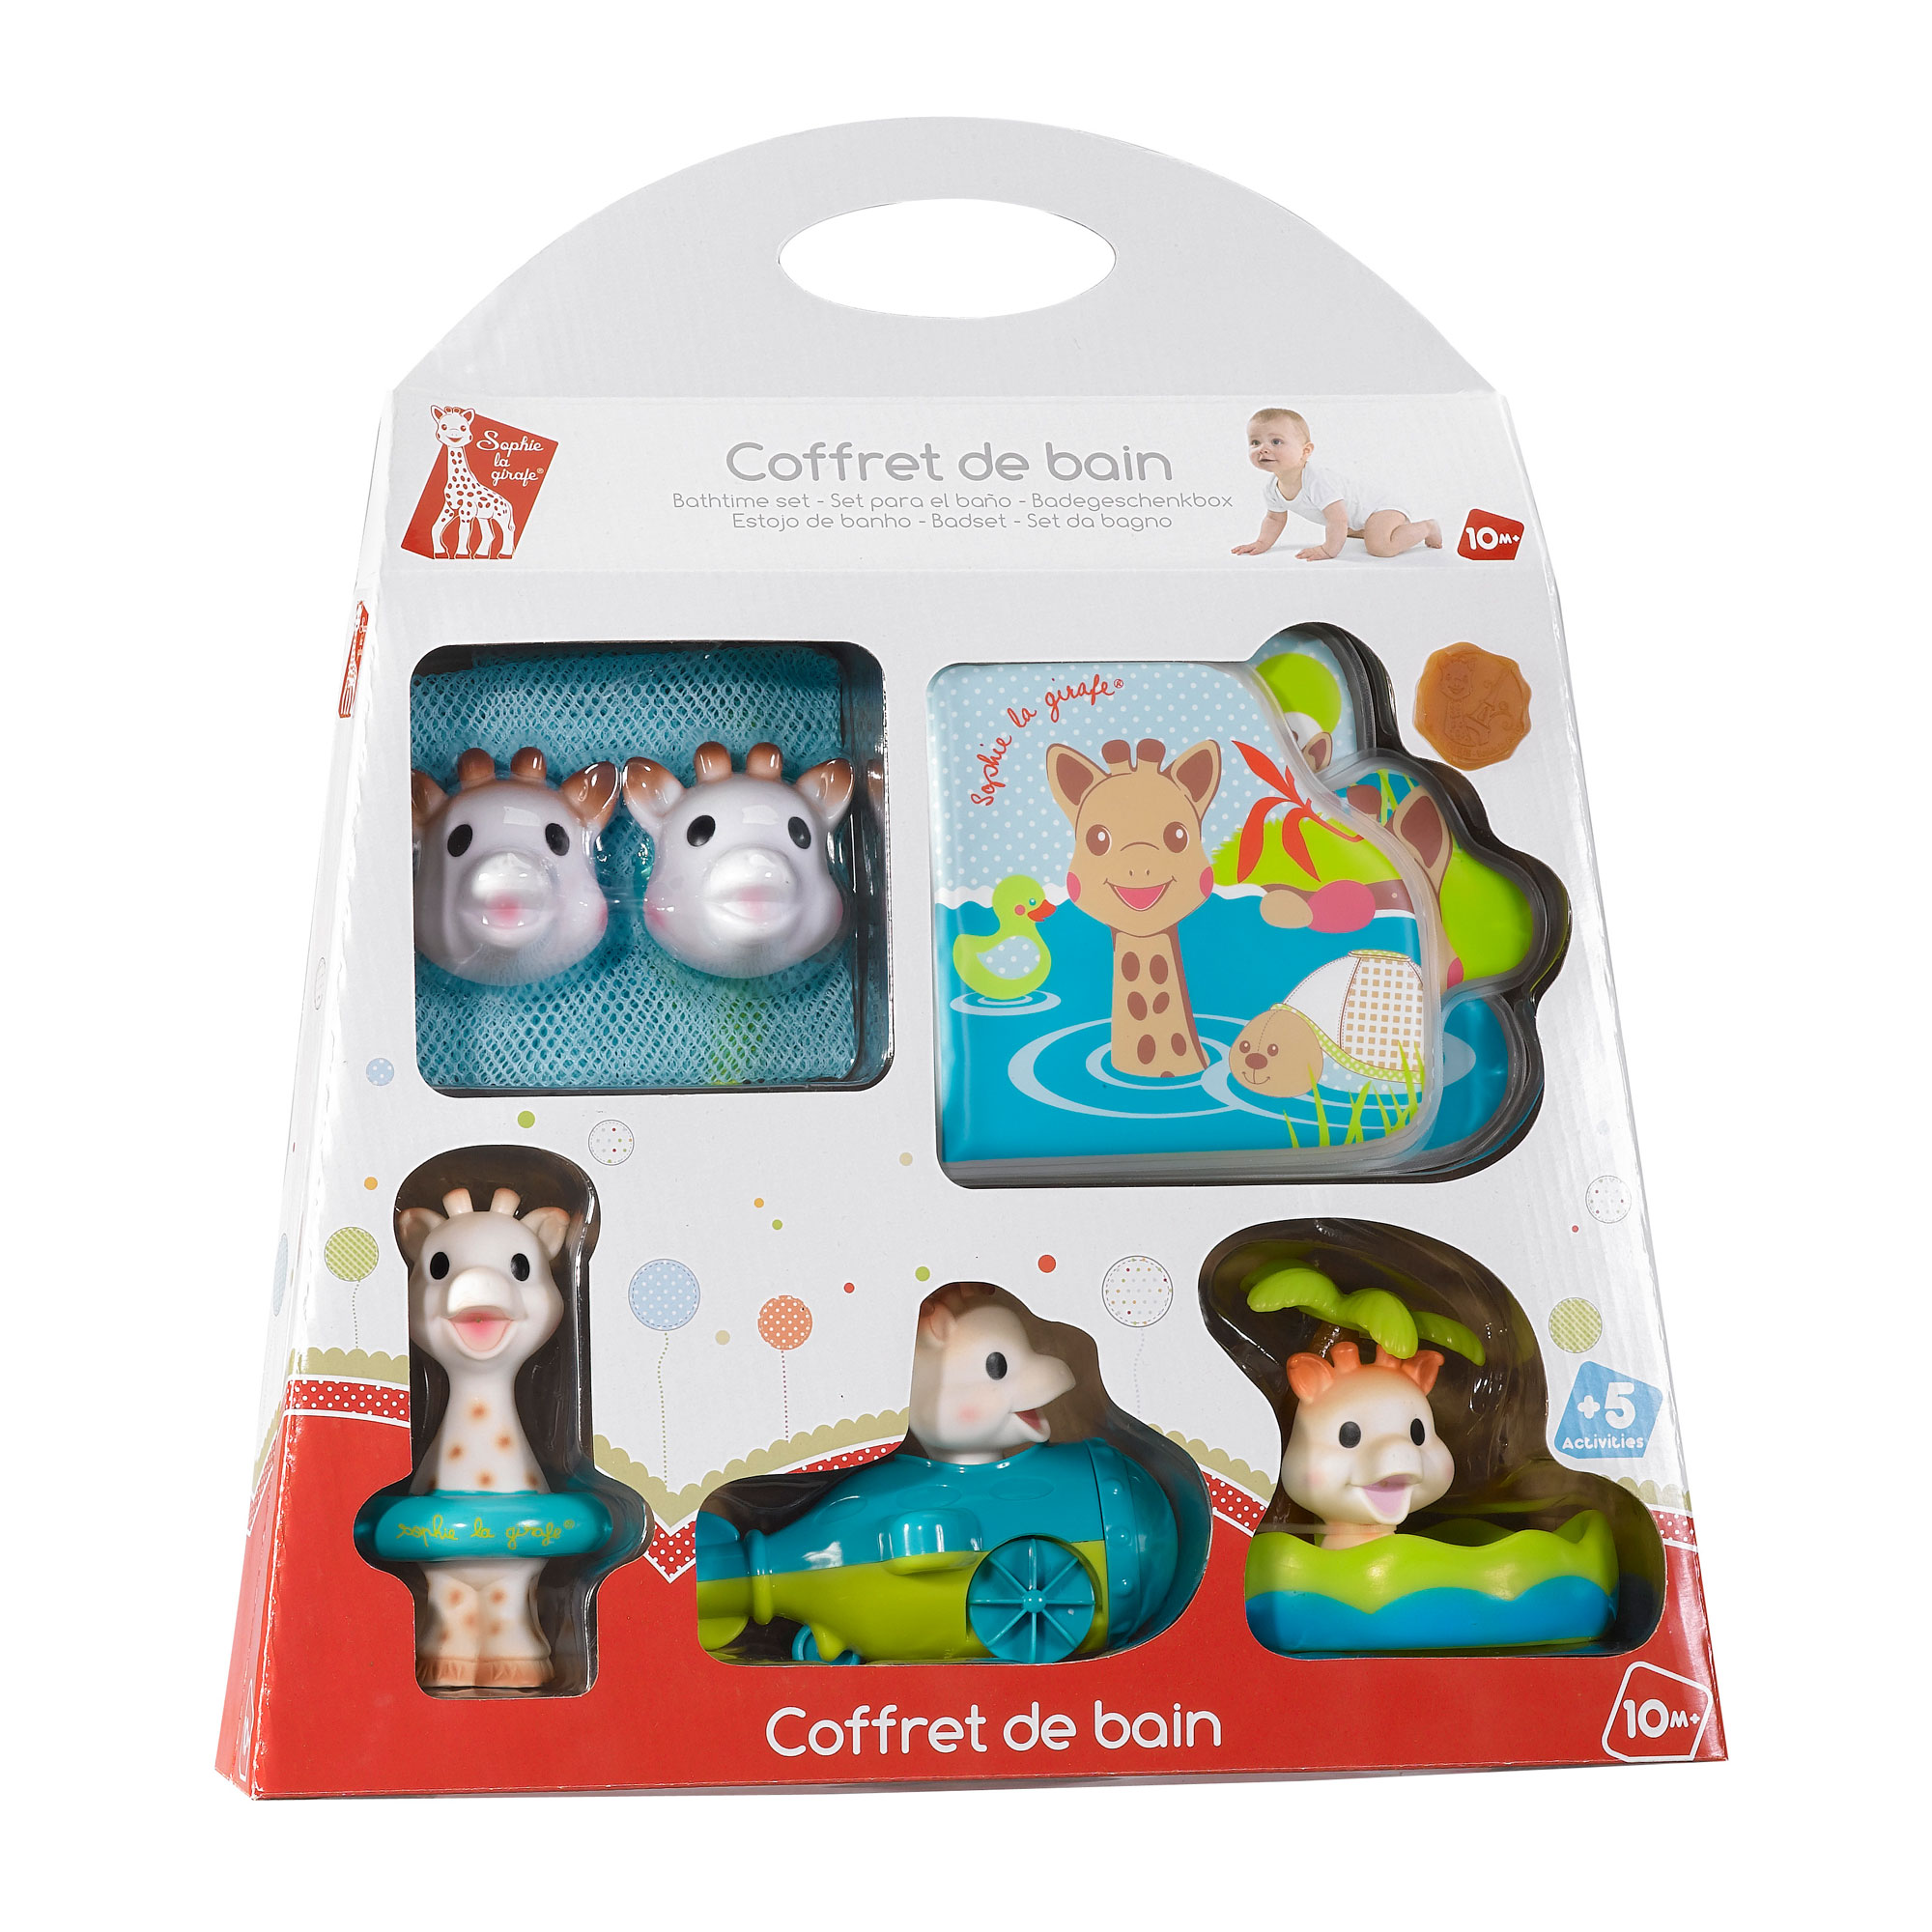 Sophie
la
girafe®
Coffret de bain
Bathtime set - Set para el baño - Badegeschenkbox
Estojo de banho - Badset - Set da bagno
10M+
Sophie la girafe®
sophie la girafe®
+5
Activities
Coffret de bain
10M+